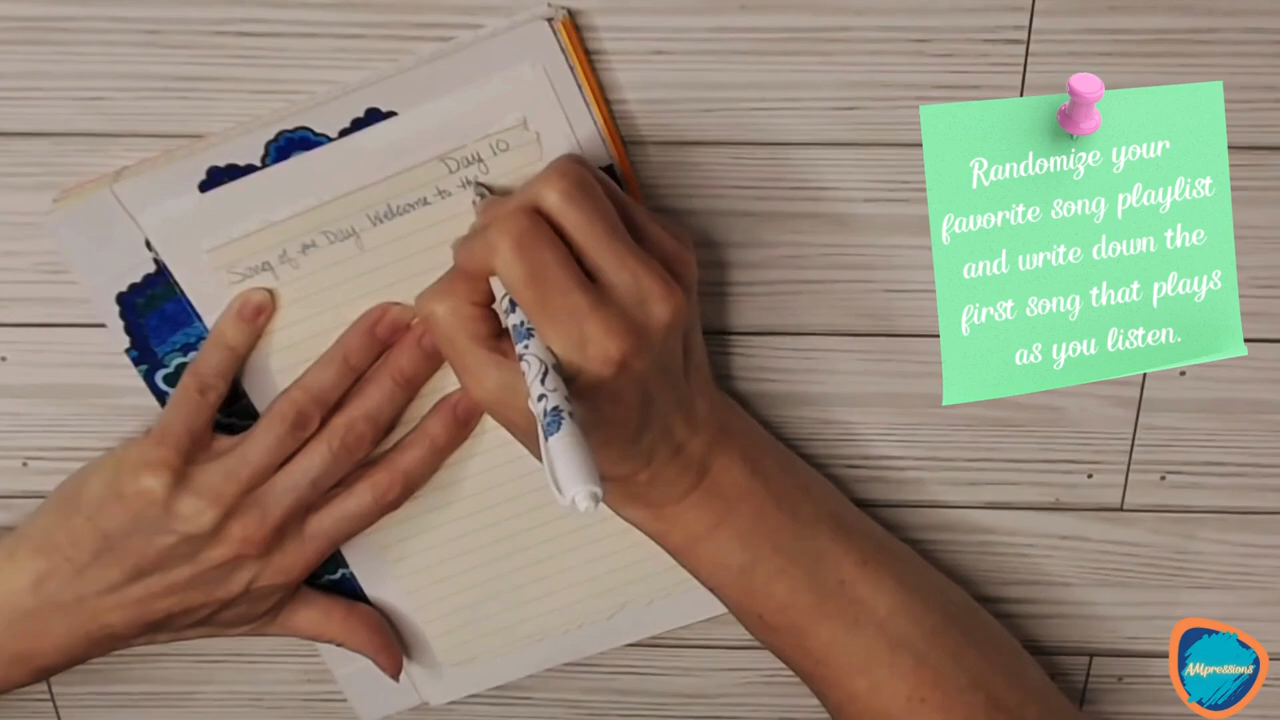 Day 10
Song of the Day Welcome to the
Randomize your
favorite song playlist
and write down the
first song that plays
as you listen.
AMpressions